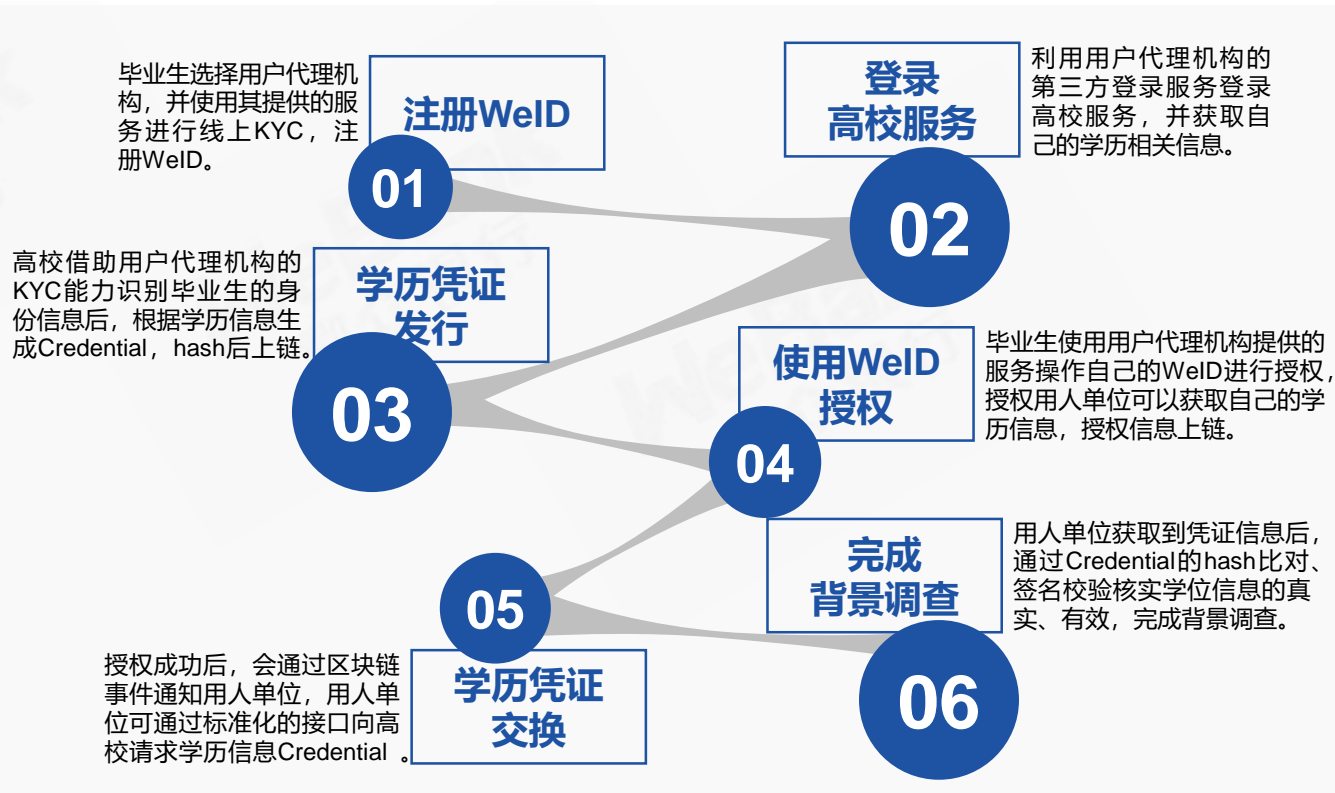 毕业生选择用户代理机
构，并使用其提供的服
务进行线上KYC，注
册WeID。
注册WeID
01
登录
高校服务
02
利用用户代理机构的
第三方登录服务登录
高校服务，并获取自
己的学历相关信息。
高校借助用户代理机构的
KYC能力识别毕业生的身
份信息后，根据学历信息生
成Credential，hash后上链。
学历凭证
发行
03
使用WeID
授权
04
毕业生使用用户代理机构提供的
服务操作自己的WeID进行授权，
授权用人单位可以获取自己的学
历信息，授权信息上链。
05
学历凭证
交换
授权成功后，会通过区块链
事件通知用人单位，用人单
位可通过标准化的接口向高
校请求学历信息Credential 。
完成
背景调查
06
用人单位获取到凭证信息后，
通过Credential的hash比对、
签名校验核实学位信息的真
实、有效，完成背景调查。